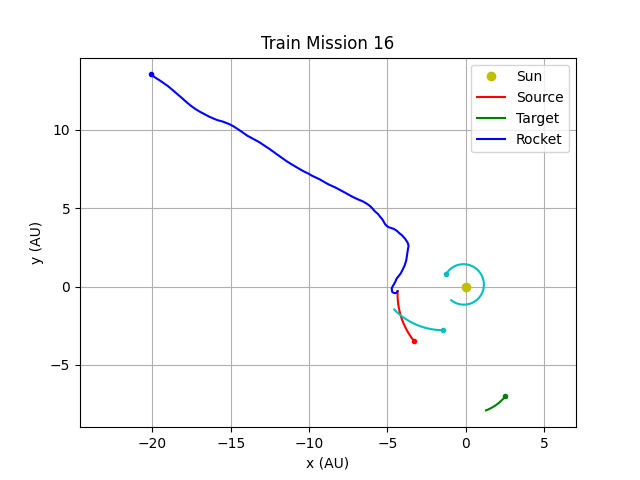 Train Mission 16
Sun
Source
Target
Rocket
10
5
0
−5
y (AU)
−20
−15
−10
−5
0
5
x (AU)